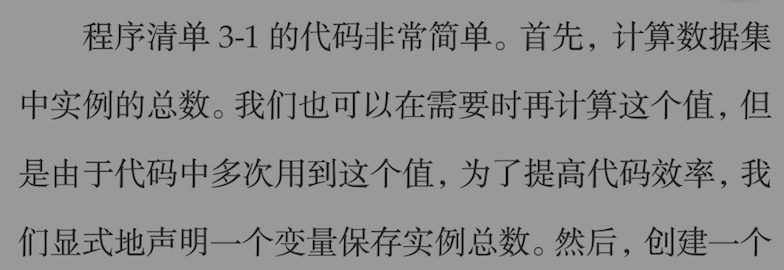 程序清单 3-1 的代码非常简单。首先，计算数据集
中实例的总数。我们也可以在需要时再计算这个值，但
是由于代码中多次用到这个值，为了提高代码效率，我
们显式地声明一个变量保存实例总数。然后，创建一个